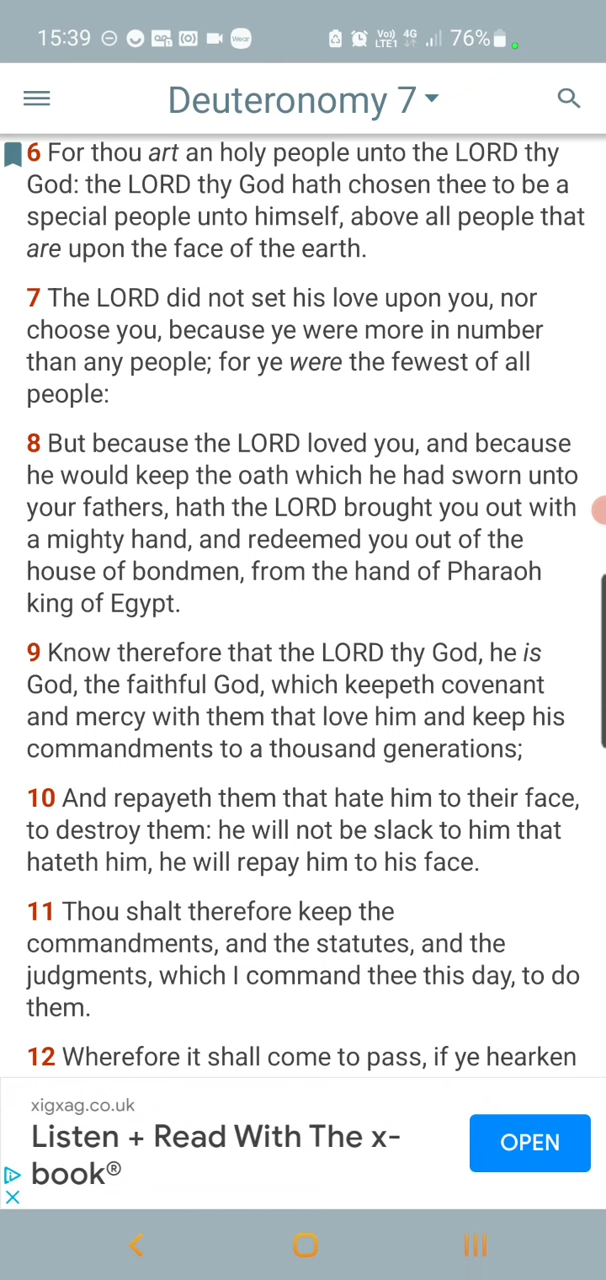 15:39
Wear
Vo))
LTE1
4G
76%
Deuteronomy 7
6 For thou art an holy people unto the LORD thy
God: the LORD thy God hath chosen thee to be a
special people unto himself, above all people that
are upon the face of the earth.
7 The LORD did not set his love upon you, nor
choose you, because ye were more in number
than any people; for ye were the fewest of all
people:
8 But because the LORD loved you, and because
he would keep the oath which he had sworn unto
your fathers, hath the LORD brought you out with
a mighty hand, and redeemed you out of the
house of bondmen, from the hand of Pharaoh
king of Egypt.
9 Know therefore that the LORD thy God, he is
God, the faithful God, which keepeth covenant
and mercy with them that love him and keep his
commandments to a thousand generations;
10 And repayeth them that hate him to their face,
to destroy them: he will not be slack to him that
hateth him, he will repay him to his face.
11 Thou shalt therefore keep the
commandments, and the statutes, and the
judgments, which I command thee this day, to do
them.
12 Wherefore it shall come to pass, if ye hearken
xigxag.co.uk
Listen + Read With The x-
book®
OPEN